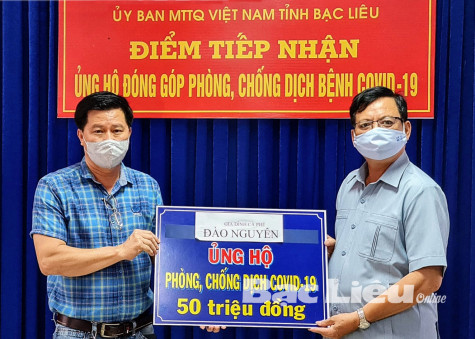 ỦY BAN MTTQ VIỆT NAM TỈNH BẠC LIÊU
ĐIỂM TIẾP NHẬN
ỦNG HỘ ĐÓNG GÓP PHÒNG, CHỐNG DỊCH BỆNH COVID-19
ĐÀO NGUYÊN
ỦNG HỘ
PHÒNG, CHỐNG DỊCH COVID-19
50 triệu đồng
Bạc Liêu Online